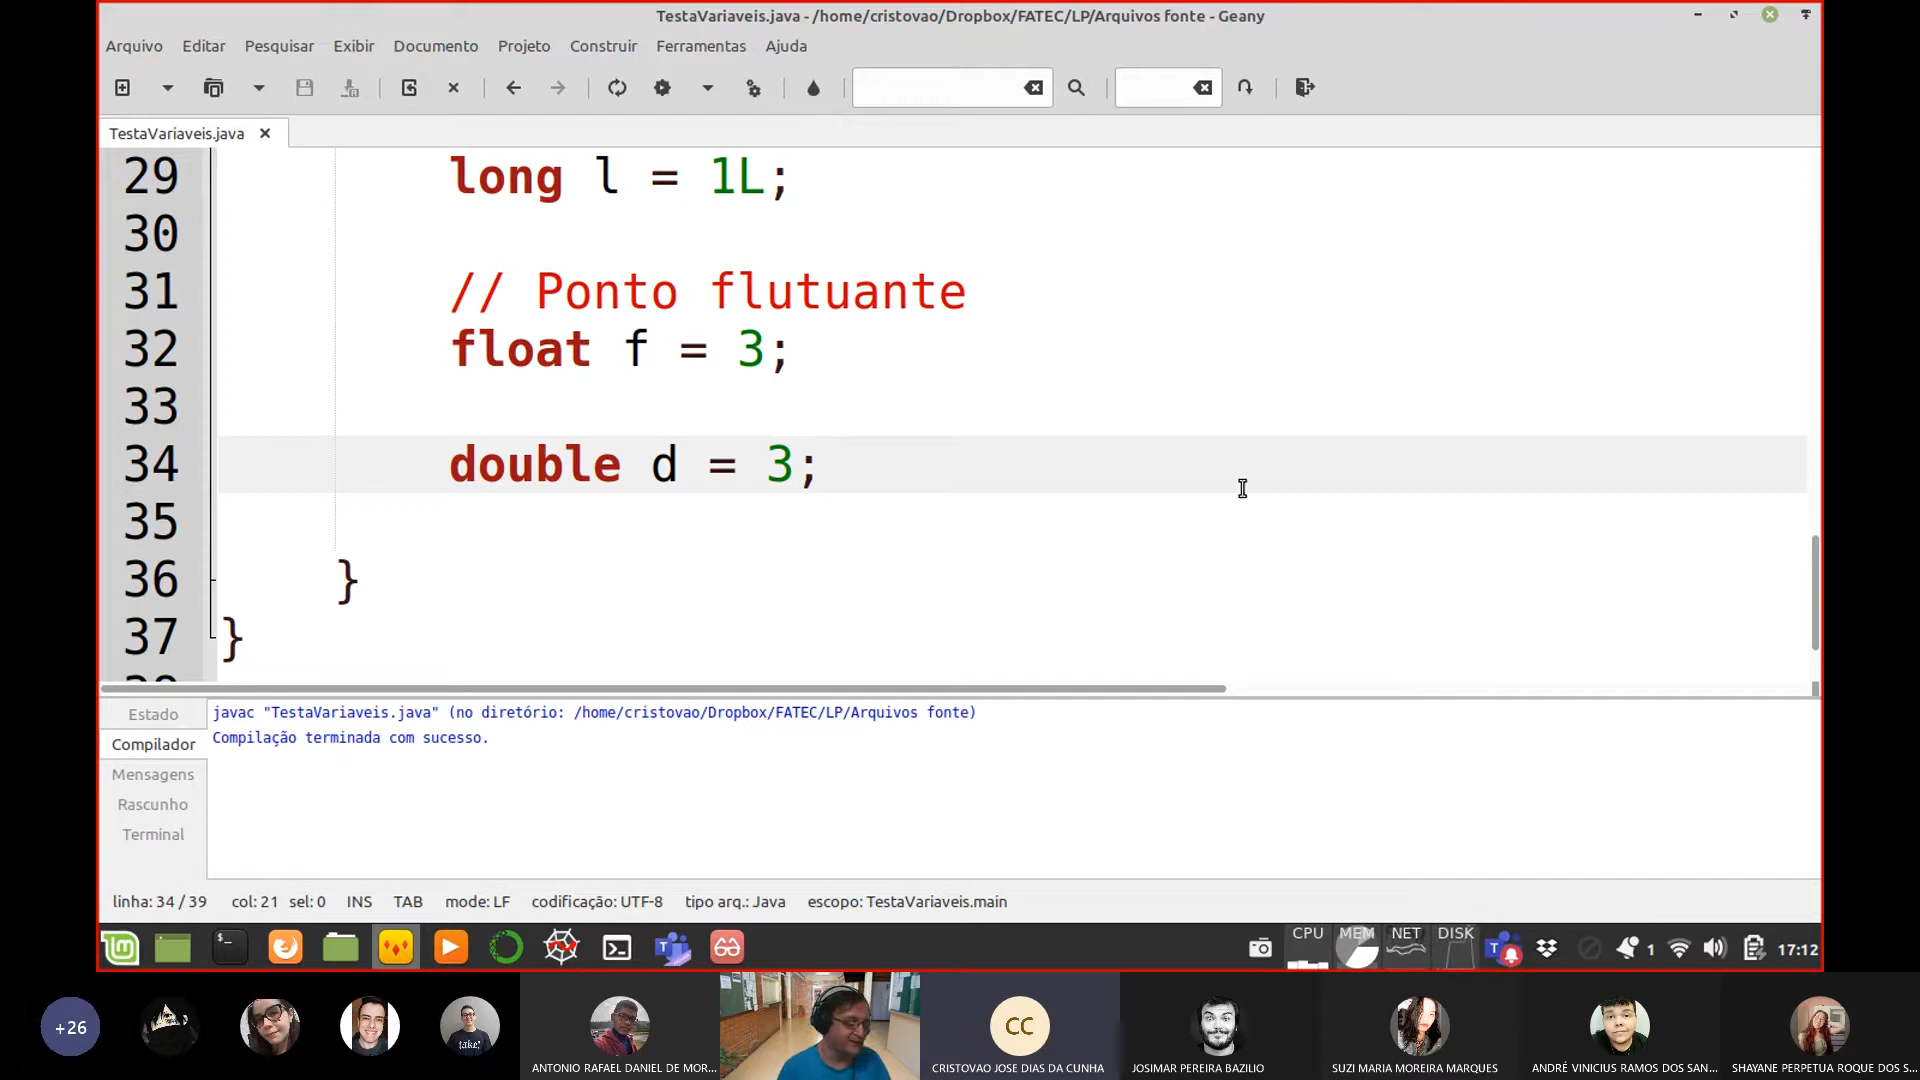 TestaVariaveis.java - /home/cristovao/Dropbox/FATEC/LP/Arquivos fonte - Geany
Arquivo Editar Pesquisar Exibir Documento Projeto Construir Ferramentas Ajuda
TestaVariaveis.java
29 long l = 1L;
30
31 // Ponto flutuante
32 float f = 3;
33
34 double d = 3;
35
36 }
37 }
Estado
Compilador
Mensagens
Rascunho
Terminal
javac "TestaVariaveis.java" (no diretório: /home/cristovao/Dropbox/FATEC/LP/Arquivos fonte)
Compilação terminada com sucesso.
linha: 34 / 39 col: 21 sel: 0 INS TAB mode: LF codificação: UTF-8 tipo arq.: Java escopo: TestaVariaveis.main
CPU MEM NET DISK 1 17:12
+26
take!
CC
ANTONIO RAFAEL DANIEL DE MOR...
CRISTOVAO JOSE DIAS DA CUNHA
JOSIMAR PEREIRA BAZILIO
SUZI MARIA MOREIRA MARQUES
ANDRÉ VINICIUS RAMOS DOS SAN...
SHAYANE PERPETUA ROQUE DOS S...